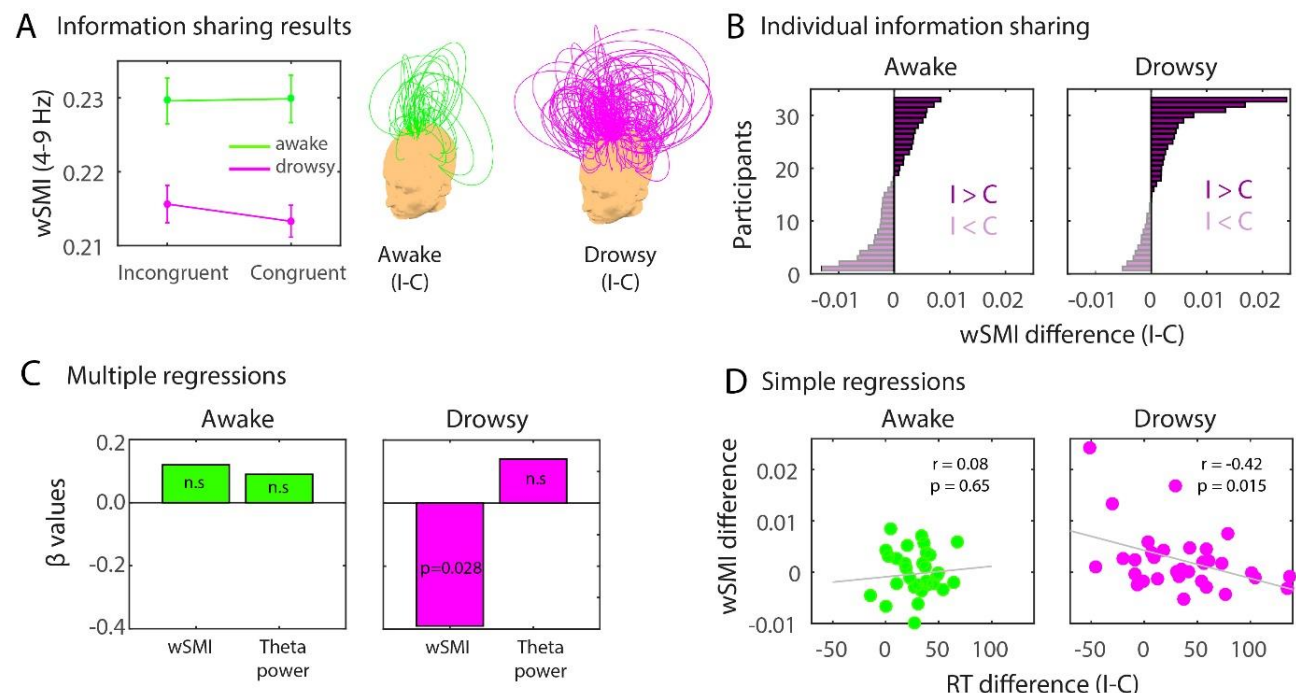 A Information sharing results
wSMI (4-9 Hz)
0.23
0.22
0.21
awake
drowsy
Incongruent Congruent
Awake
(I-C)
Drowsy
(I-C)
B Individual information sharing
Awake Drowsy
Participants
30
20
10
0
I > C
I < C
I > C
I < C
-0.01 0 0.01 0.02
-0.01 0 0.01 0.02
wSMI difference (I-C)
C Multiple regressions
Awake Drowsy
β values
0.2
0.0
-0.2
-0.4
n.s n.s
p=0.028 n.s
wSMI Theta
power
wSMI Theta
power
D Simple regressions
Awake Drowsy
wSMI difference
0.02
0.01
0
-0.01
r = 0.08
p = 0.65
r = -0.42
p = 0.015
-50 0 50 100
-50 0 50 100
RT difference (I-C)